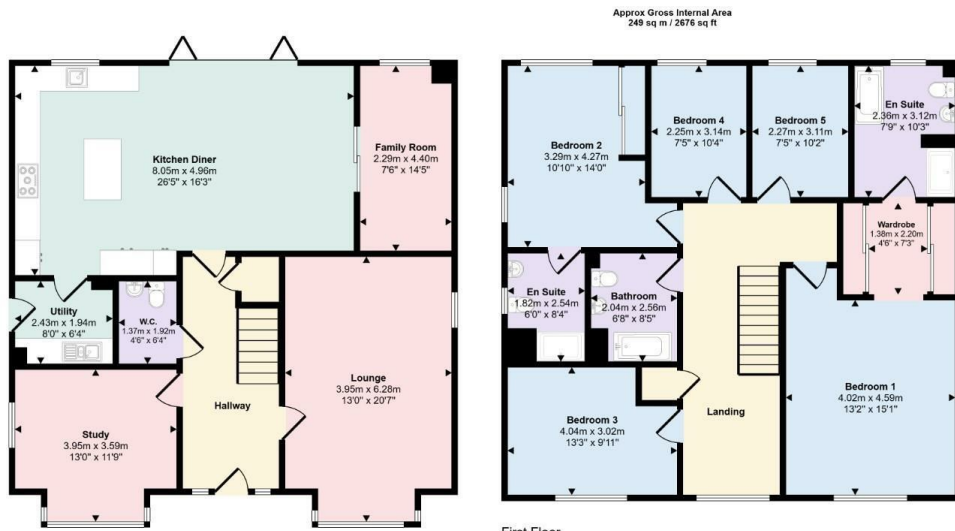 Approx Gross Internal Area
249 sq m / 2676 sq ft
Kitchen Diner
8.05m x 4.96m
26'5" x 16'3"
Family Room
2.29m x 4.40m
7'6" x 14'5"
Utility
2.43m x 1.94m
8'0" x 6'4"
W.C.
1.37m x 1.92m
4'6" x 6'4"
Study
3.95m x 3.59m
13'0" x 11'9"
Hallway
Lounge
3.95m x 6.28m
13'0" x 20'7"
Bedroom 2
3.29m x 4.27m
10'10" x 14'0"
Bedroom 4
2.25m x 3.14m
7'5" x 10'4"
Bedroom 5
2.27m x 3.11m
7'5" x 10'2"
En Suite
2.36m x 3.12m
7'9" x 10'3"
Wardrobe
1.38m x 2.20m
4'6" x 7'3"
En Suite
1.82m x 2.54m
6'0" x 8'4"
Bathroom
2.04m x 2.56m
6'8" x 8'5"
Bedroom 3
4.04m x 3.02m
13'3" x 9'11"
Landing
Bedroom 1
4.02m x 4.59m
13'2" x 15'1"